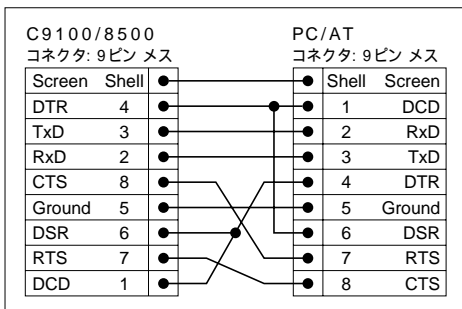 C9100/8500 PC/AT
コネクタ: 9ピン メス コネクタ: 9ピン メス
Screen Shell Shell Screen
DTR 4 1 DCD
TxD 3 2 RxD
RxD 2 3 TxD
CTS 8 4 DTR
Ground 5 5 Ground
DSR 6 6 DSR
RTS 7 7 RTS
DCD 1 8 CTS